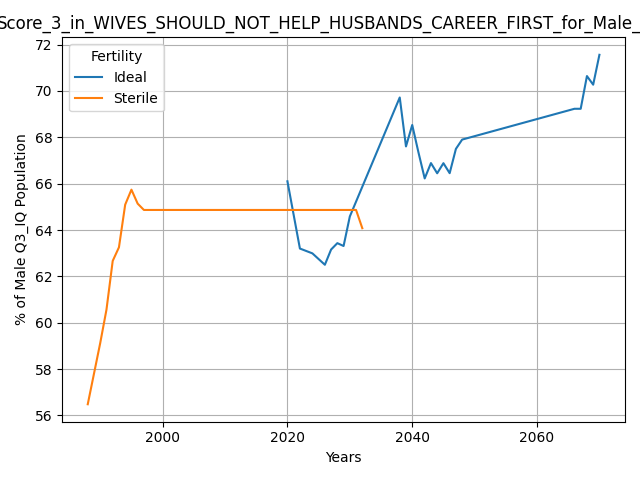 Score_3_in_WIVES_SHOULD_NOT_HELP_HUSBANDS_CAREER_FIRST_for_Male_
Fertility
Ideal
Sterile
72
70
68
66
64
62
60
58
56
% of Male Q3_IQ Population
2000
2020
2040
2060
Years